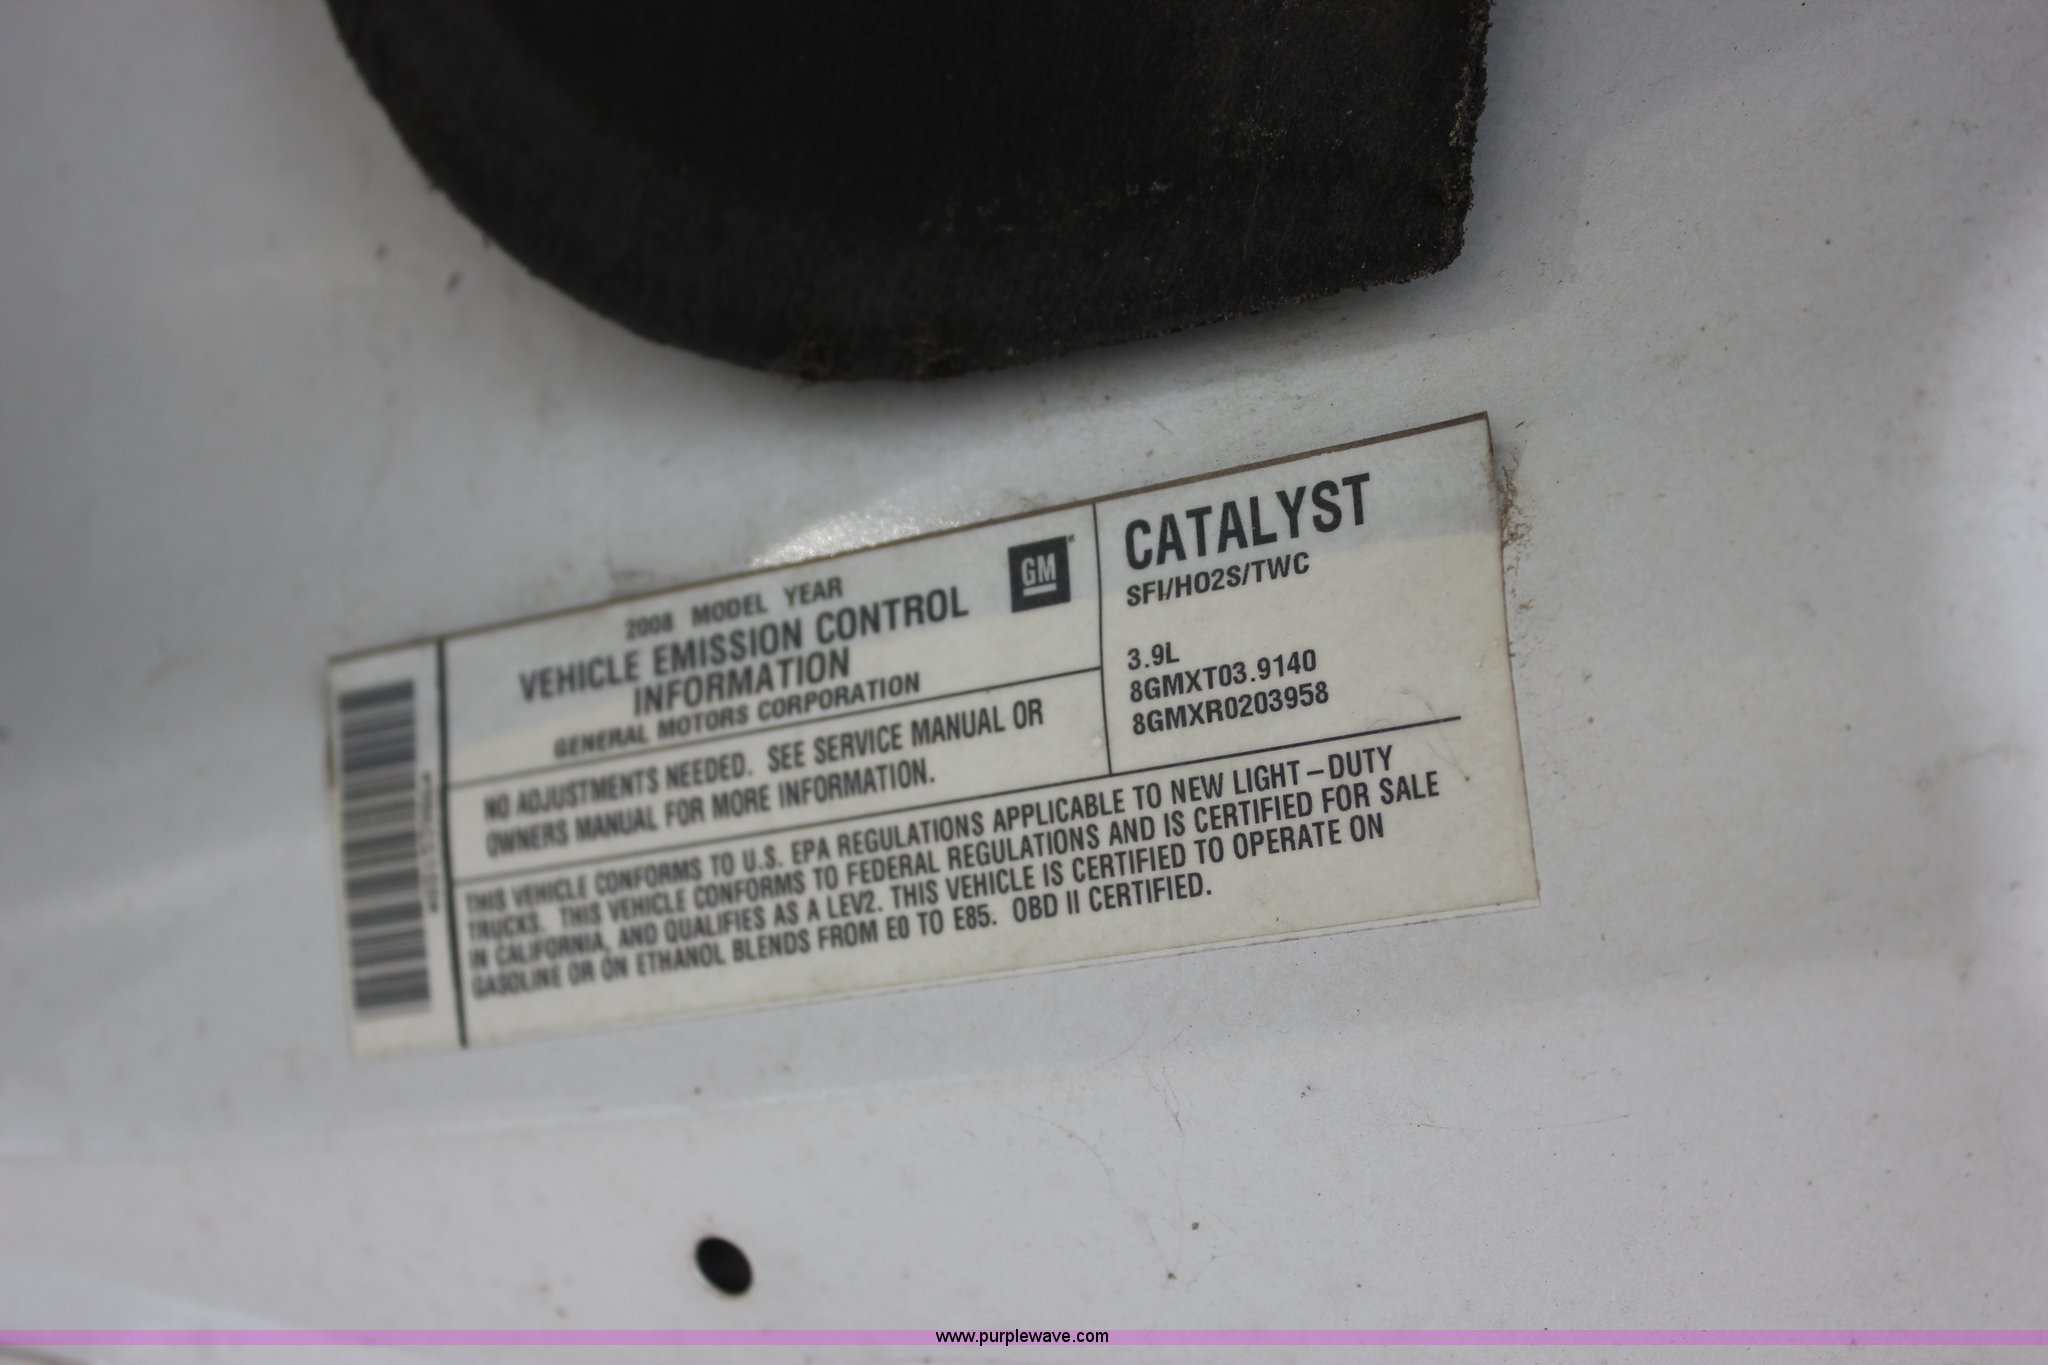 2008 MODEL YEAR
VEHICLE EMISSION CONTROL
INFORMATION
GENERAL MOTORS CORPORATION
GM
NO ADJUSTMENTS NEEDED. SEE SERVICE MANUAL OR
OWNERS MANUAL FOR MORE INFORMATION.
CATALYST
SFI/HO2S/TWC
3.9L
8GMXT03.9140
8GMXR0203958
THIS VEHICLE CONFORMS TO U.S. EPA REGULATIONS APPLICABLE TO NEW LIGHT-DUTY
TRUCKS. THIS VEHICLE CONFORMS TO FEDERAL REGULATIONS AND IS CERTIFIED FOR SALE
IN CALIFORNIA, AND QUALIFIES AS A LEV2. THIS VEHICLE IS CERTIFIED TO OPERATE ON
GASOLINE OR ON ETHANOL BLENDS FROM E0 TO E85. OBD II CERTIFIED.
www.purplewave.com